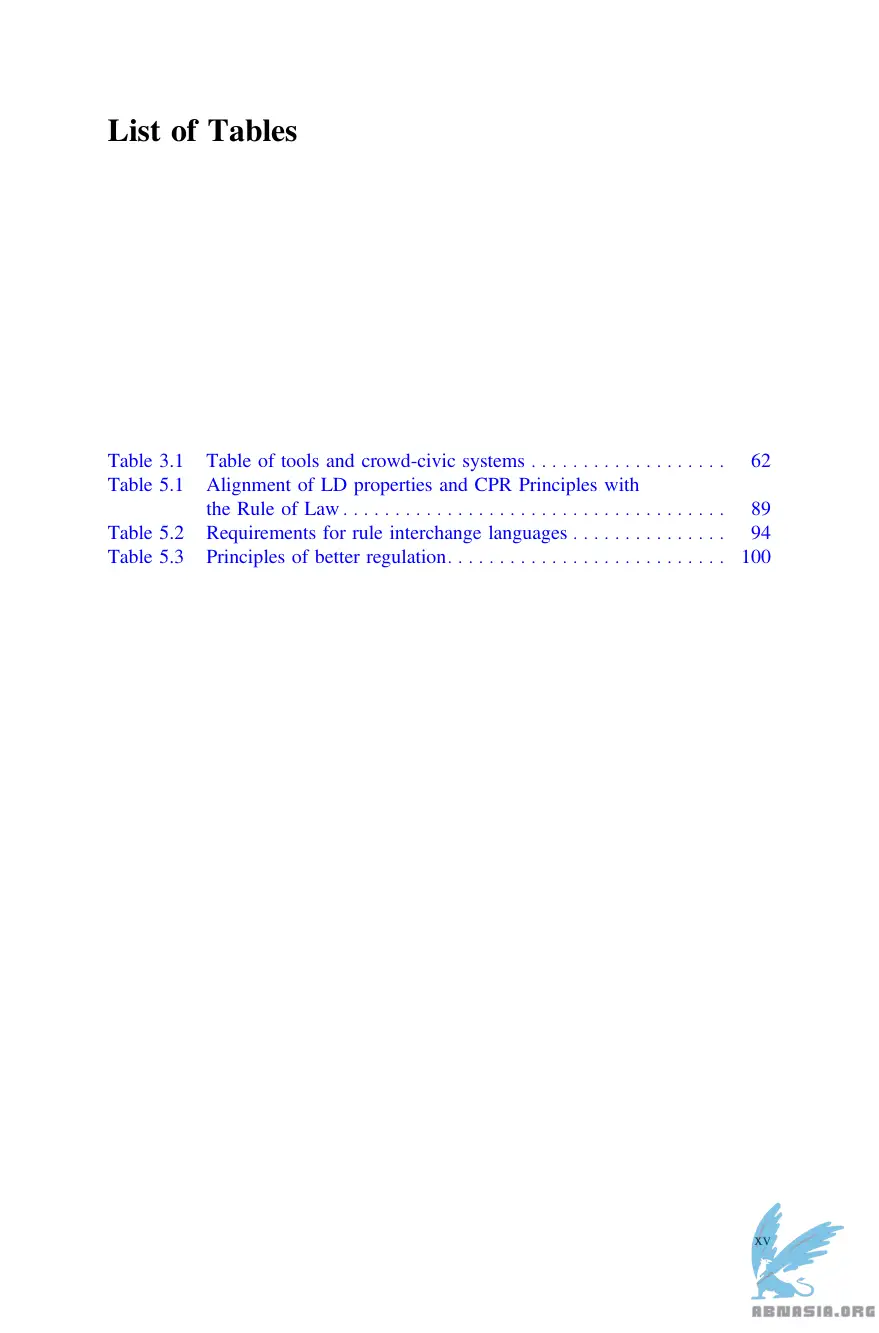 List of Tables
Table 3.1 Table of tools and crowd-civic systems . . . . . . . . . . . . . . . . . . . 62
Table 5.1 Alignment of LD properties and CPR Principles with
the Rule of Law . . . . . . . . . . . . . . . . . . . . . . . . . . . . . . . . . . . . . 89
Table 5.2 Requirements for rule interchange languages . . . . . . . . . . . . . . . 94
Table 5.3 Principles of better regulation. . . . . . . . . . . . . . . . . . . . . . . . . . . 100
xv
ABNASIA.ORG